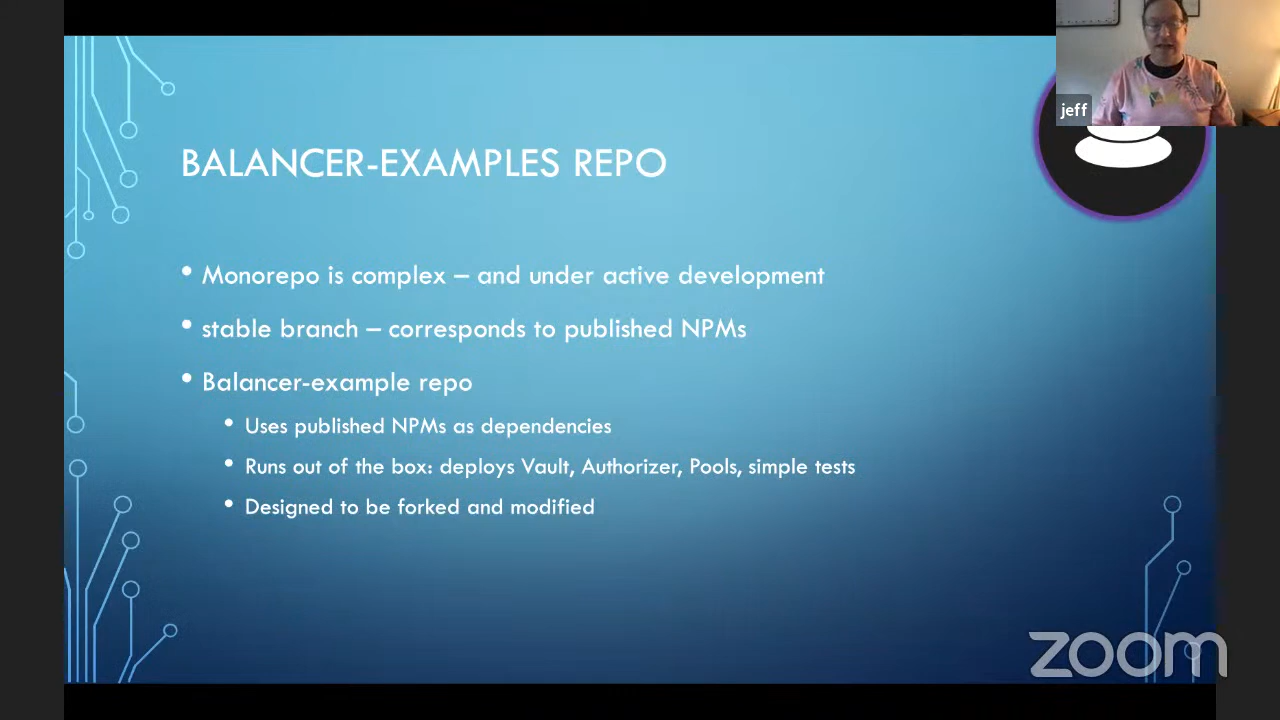 jeff
BALANCER-EXAMPLES REPO
• Monorepo is complex – and under active development
• stable branch – corresponds to published NPMs
• Balancer-example repo
• Uses published NPMs as dependencies
• Runs out of the box: deploys Vault, Authorizer, Pools, simple tests
• Designed to be forked and modified
zoom